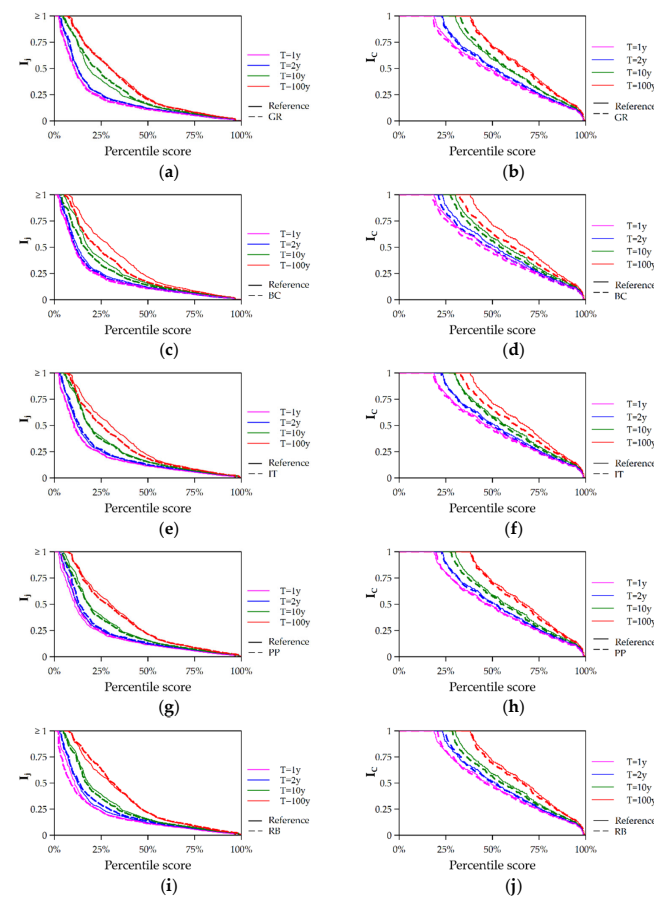 ≥1
0.75
0.5
0.25
0
I_j
0% 25% 50% 75% 100%
Percentile score
T=1y
T=2y
T=10y
T=100y
Reference
GR
(a)
1
0.75
0.5
0.25
0
I_C
0% 25% 50% 75% 100%
Percentile score
T=1y
T=2y
T=10y
T=100y
Reference
GR
(b)
≥1
0.75
0.5
0.25
0
I_j
0% 25% 50% 75% 100%
Percentile score
T=1y
T=2y
T=10y
T=100y
Reference
BC
(c)
1
0.75
0.5
0.25
0
I_C
0% 25% 50% 75% 100%
Percentile score
T=1y
T=2y
T=10y
T=100y
Reference
BC
(d)
≥1
0.75
0.5
0.25
0
I_j
0% 25% 50% 75% 100%
Percentile score
T=1y
T=2y
T=10y
T=100y
Reference
IT
(e)
1
0.75
0.5
0.25
0
I_C
0% 25% 50% 75% 100%
Percentile score
T=1y
T=2y
T=10y
T=100y
Reference
IT
(f)
≥1
0.75
0.5
0.25
0
I_j
0% 25% 50% 75% 100%
Percentile score
T=1y
T=2y
T=10y
T=100y
Reference
PP
(g)
1
0.75
0.5
0.25
0
I_C
0% 25% 50% 75% 100%
Percentile score
T=1y
T=2y
T=10y
T=100y
Reference
PP
(h)
≥1
0.75
0.5
0.25
0
I_j
0% 25% 50% 75% 100%
Percentile score
T=1y
T=2y
T=10y
T=100y
Reference
RB
(i)
1
0.75
0.5
0.25
0
I_C
0% 25% 50% 75% 100%
Percentile score
T=1y
T=2y
T=10y
T=100y
Reference
RB
(j)